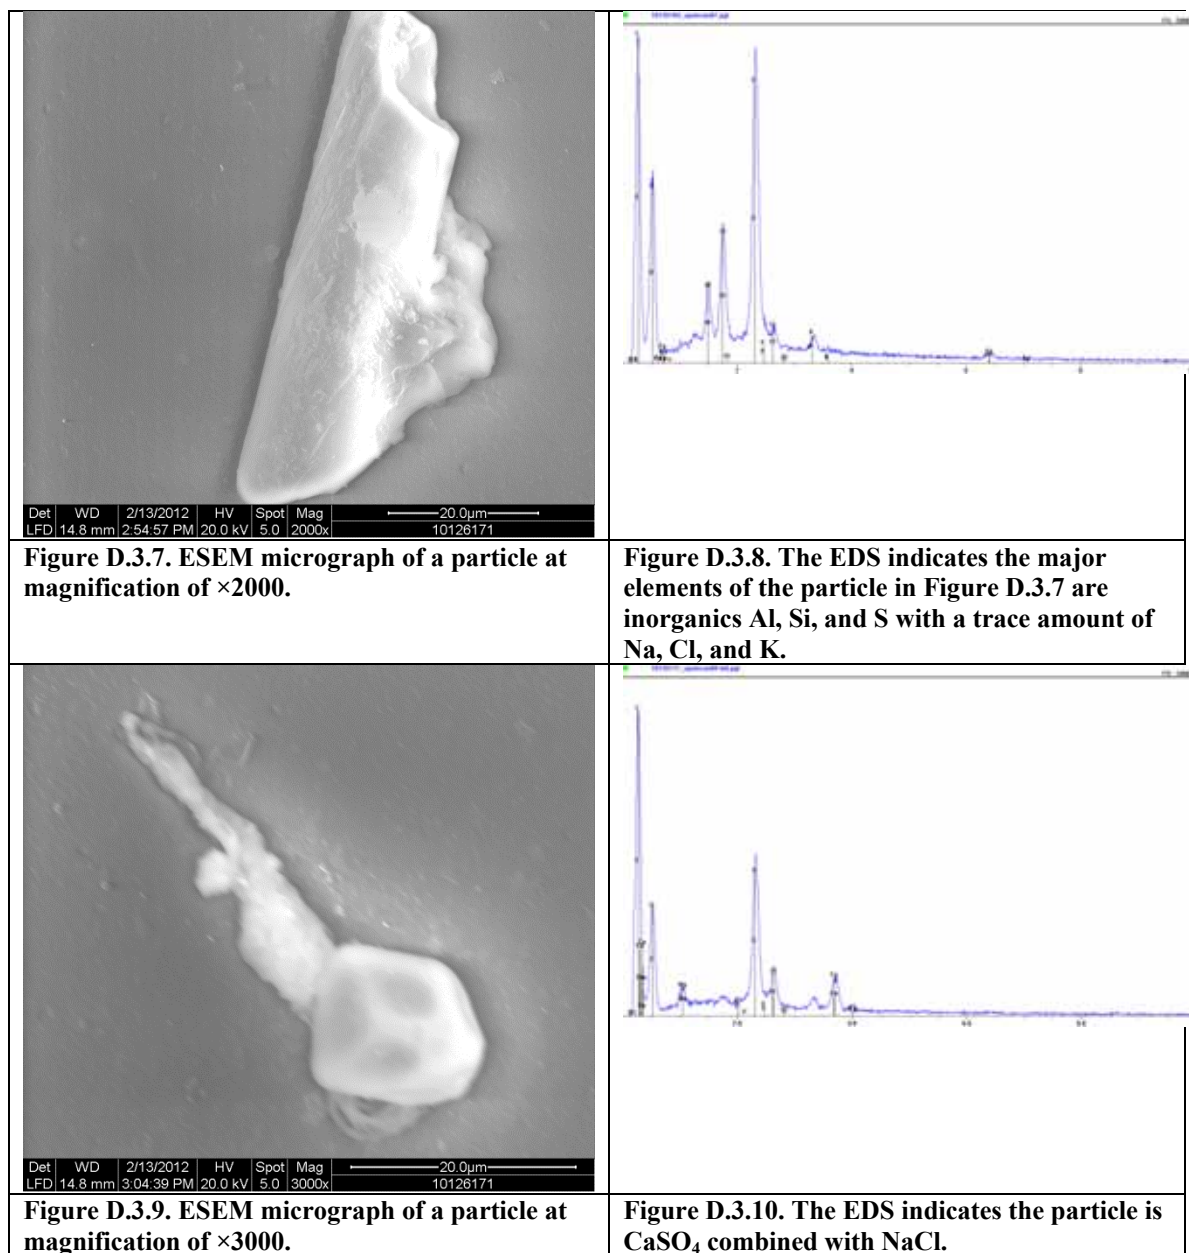 Det WD 2/13/2012 HV Spot Mag 20.0µm
LFD 14.8 mm 2:54:57 PM 20.0 kV 5.0 2000x 10126171
Figure D.3.7. ESEM micrograph of a particle at
magnification of ×2000.
Figure D.3.8. The EDS indicates the major
elements of the particle in Figure D.3.7 are
inorganics Al, Si, and S with a trace amount of
Na, Cl, and K.
Det WD 2/13/2012 HV Spot Mag 20.0µm
LFD 14.8 mm 3:04:39 PM 20.0 kV 5.0 3000x 10126171
Figure D.3.9. ESEM micrograph of a particle at
magnification of ×3000.
Figure D.3.10. The EDS indicates the particle is
CaSO₄ combined with NaCl.